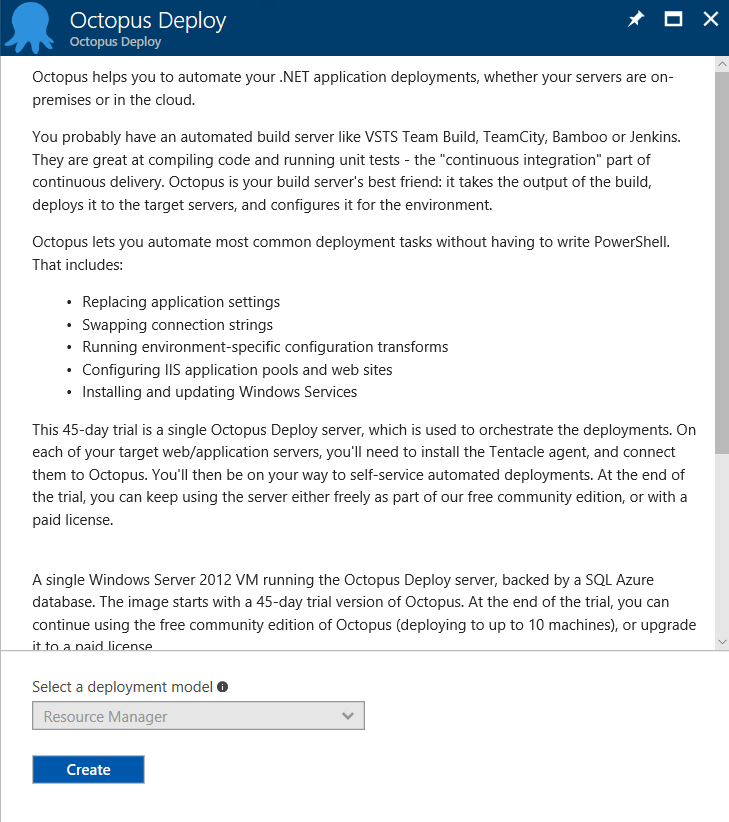 Octopus Deploy
Octopus Deploy
Octopus helps you to automate your .NET application deployments, whether your servers are on-
premises or in the cloud.
You probably have an automated build server like VSTS Team Build, TeamCity, Bamboo or Jenkins.
They are great at compiling code and running unit tests - the "continuous integration" part of
continuous delivery. Octopus is your build server's best friend: it takes the output of the build,
deploys it to the target servers, and configures it for the environment.
Octopus lets you automate most common deployment tasks without having to write PowerShell.
That includes:
• Replacing application settings
• Swapping connection strings
• Running environment-specific configuration transforms
• Configuring IIS application pools and web sites
• Installing and updating Windows Services
This 45-day trial is a single Octopus Deploy server, which is used to orchestrate the deployments. On
each of your target web/application servers, you'll need to install the Tentacle agent, and connect
them to Octopus. You'll then be on your way to self-service automated deployments. At the end of
the trial, you can keep using the server either freely as part of our free community edition, or with a
paid license.
A single Windows Server 2012 VM running the Octopus Deploy server, backed by a SQL Azure
database. The image starts with a 45-day trial version of Octopus. At the end of the trial, you can
continue using the free community edition of Octopus (deploying to up to 10 machines), or upgrade
it to a paid license
Select a deployment model
Resource Manager
Create